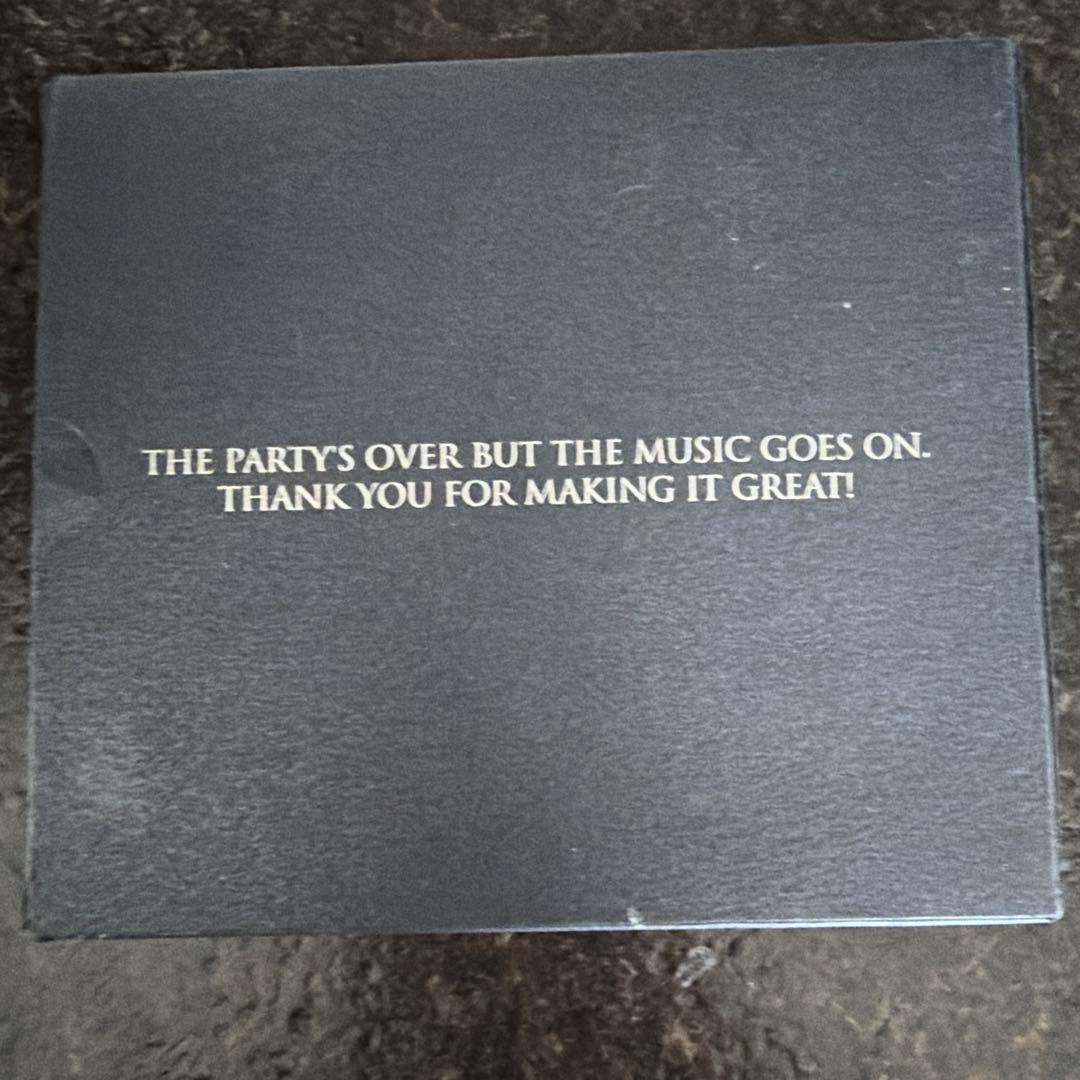 THE PARTY'S OVER BUT THE MUSIC GOES ON.
THANK YOU FOR MAKING IT GREAT!